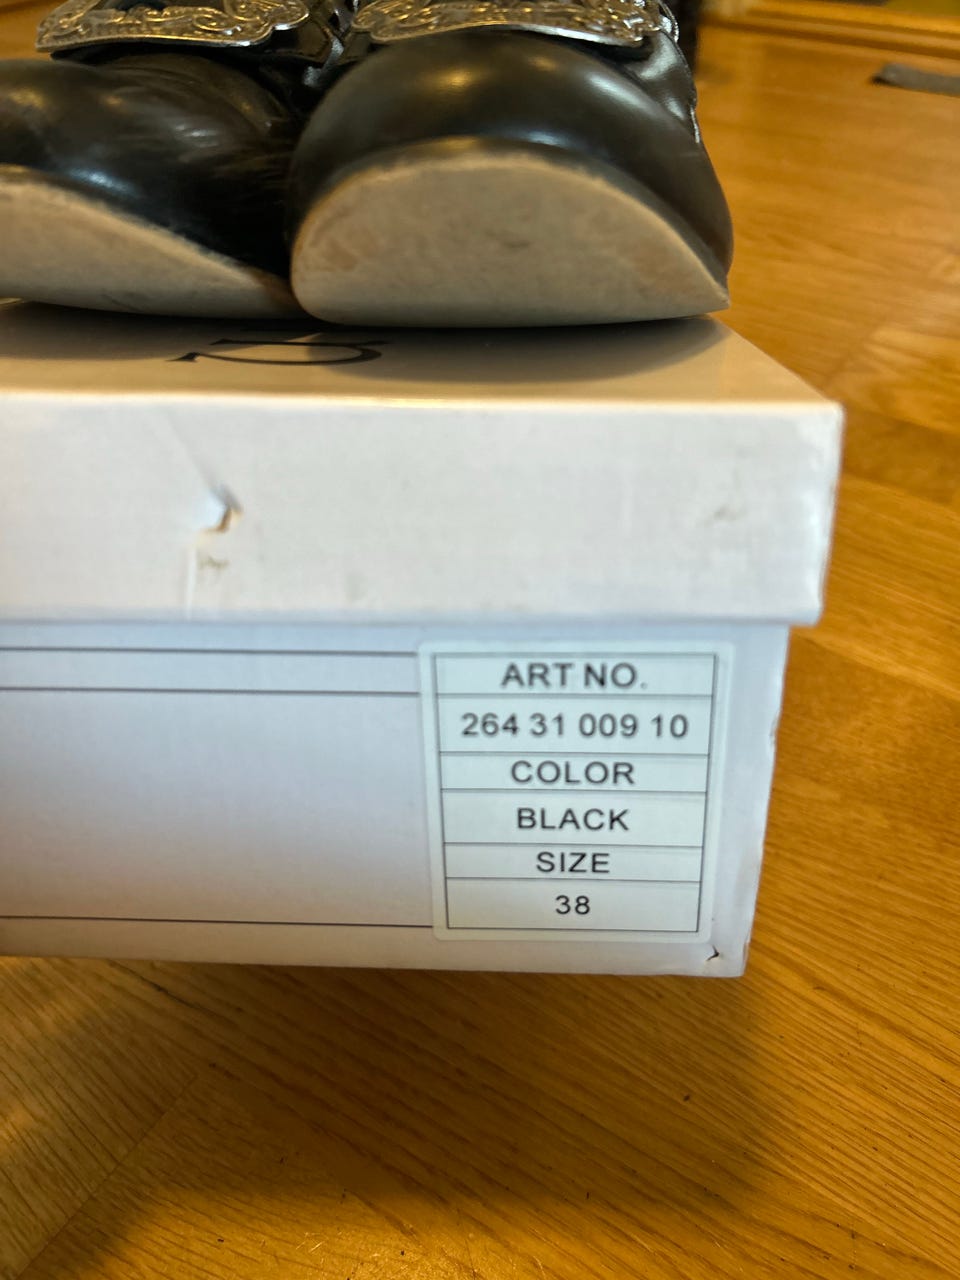 ART NO.
264 31 009 10
COLOR
BLACK
SIZE
38